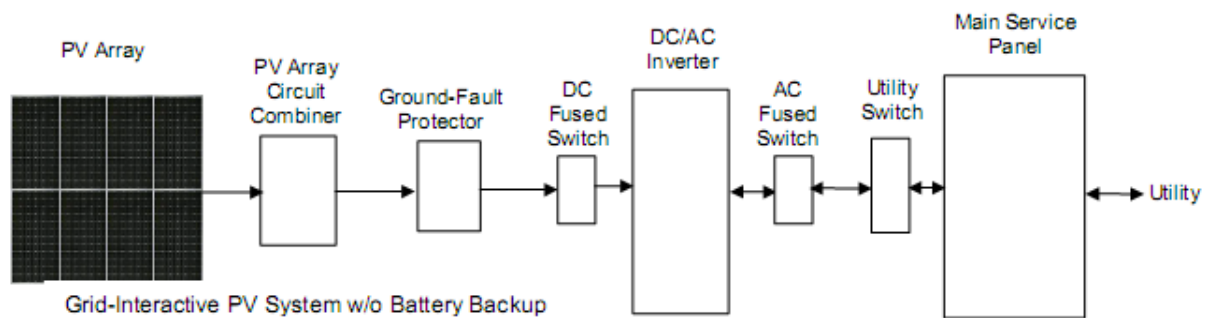 PV Array
PV Array
Circuit
Combiner
Ground-Fault
Protector
DC
Fused
Switch
DC/AC
Inverter
AC
Fused
Switch
Utility
Switch
Main Service
Panel
Utility
Grid-Interactive PV System w/o Battery Backup